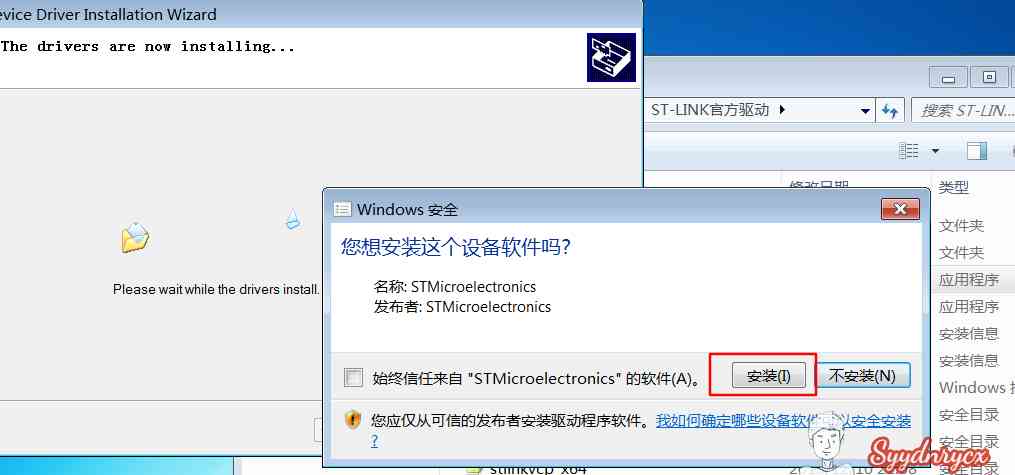 evice Driver Installation Wizard
The drivers are now installing...
Please wait while the drivers install.
ST-LINK官方驱动
搜索 ST-LIN...
修改日期
类型
文件夹
文件夹
应用程序
应用程序
安装信息
安装信息
Windows
安全目录
安全目录
Windows 安全
您想安装这个设备软件吗?
名称: STMicroelectronics
发布者: STMicroelectronics
始终信任来自 "STMicroelectronics" 的软件(A)。
安装(I)
不安装(N)
您应仅从可信的发布者安装驱动程序软件。我如何确定哪些设备软件可以安全安装
?
stlinkvcp_x64
Syydnrycx